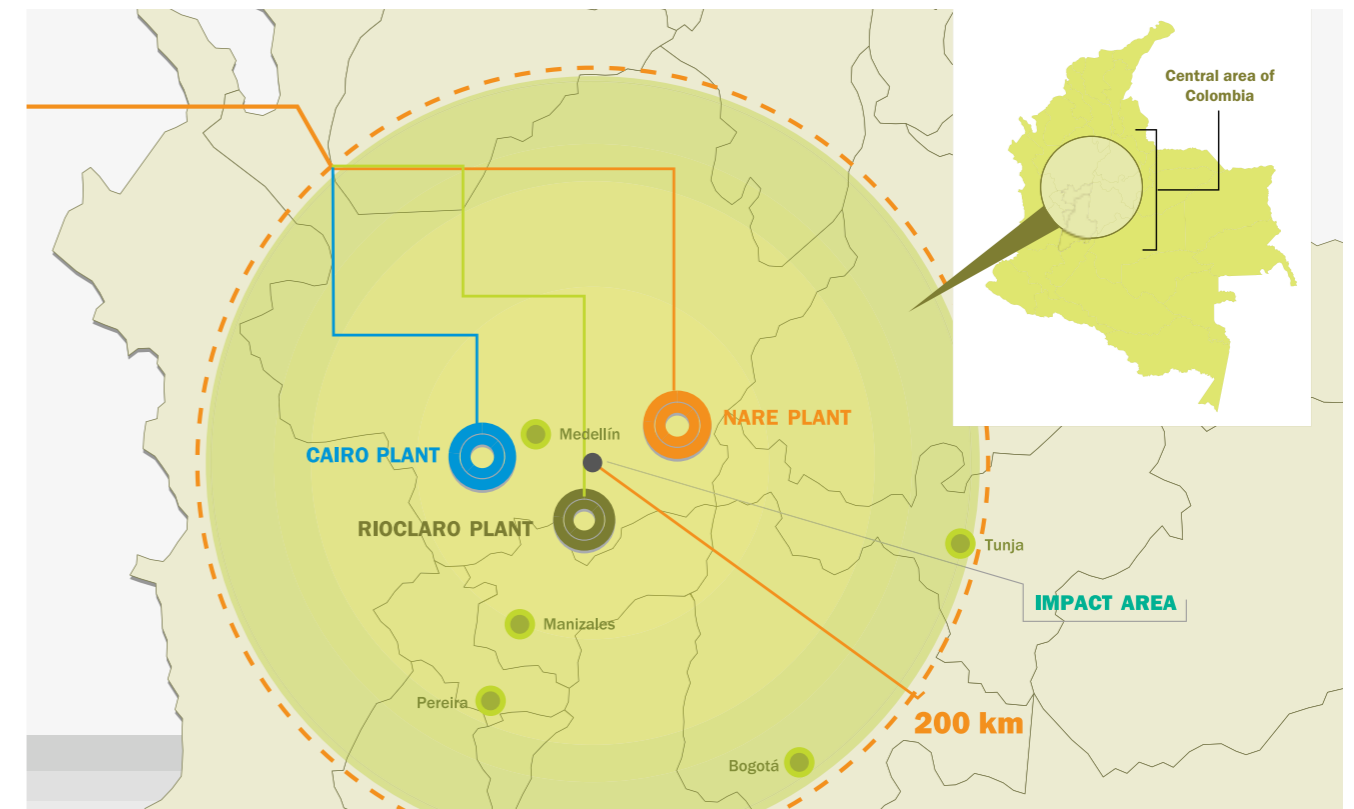 Central area of
Colombia
NARE PLANT
Medellín
CAIRO PLANT
RIOCLARO PLANT
Tunja
IMPACT AREA
Manizales
Pereira
200 km
Bogotá